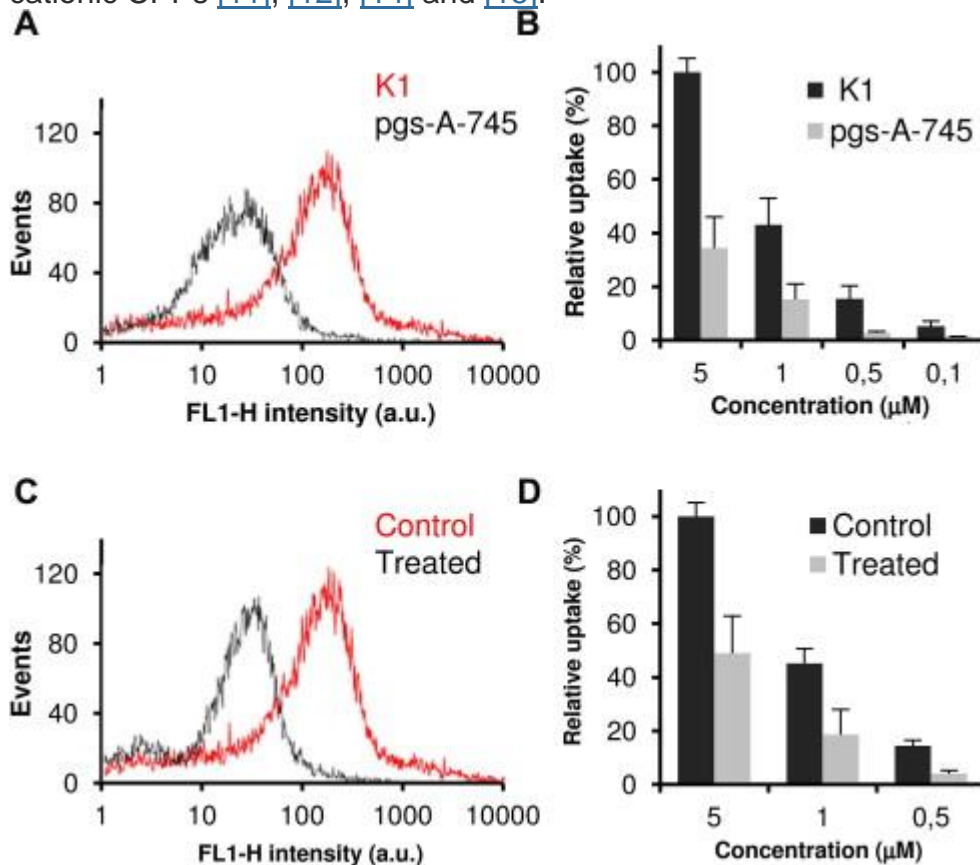 cationic
and
A
K1
pgs-A-745
120
80
40
0
Events
1 10 100 1000 10000
FL1-H intensity (a.u.)
B
K1
pgs-A-745
100
80
60
40
20
0
Relative uptake (%)
5 1 0,5 0,1
Concentration (μM)
C
Control
Treated
120
80
40
0
Events
1 10 100 1000 10000
FL1-H intensity (a.u.)
D
Control
Treated
100
80
60
40
20
0
Relative uptake (%)
5 1 0,5
Concentration (μM)